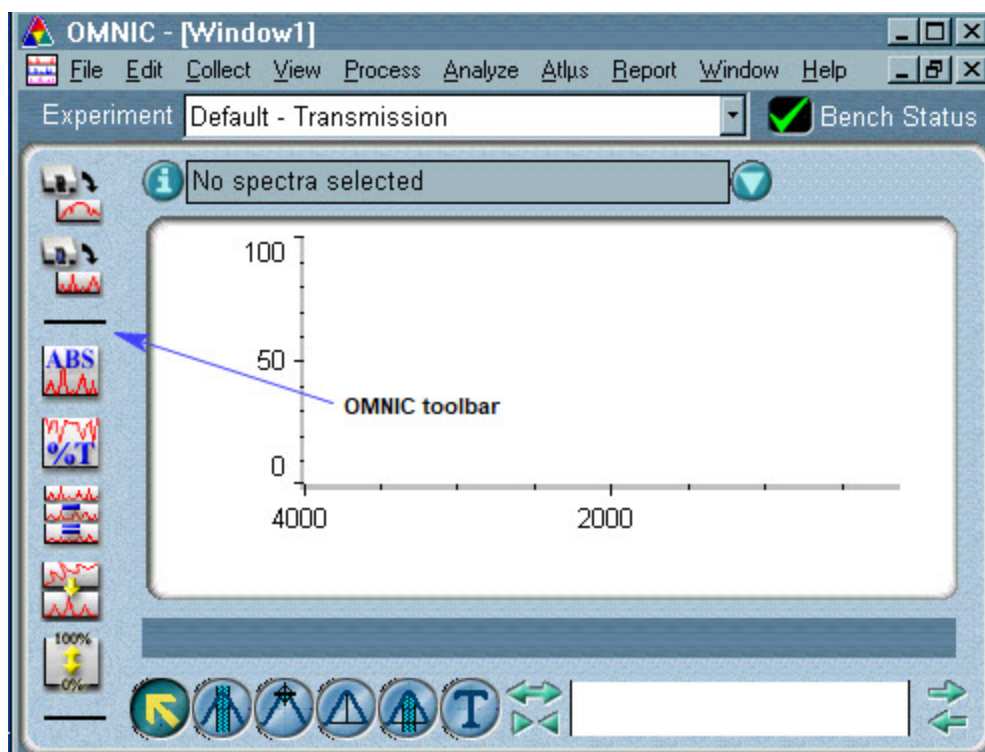 OMNIC - [Window1]
File Edit Collect View Process Analyze Atlµs Report Window Help
Experiment Default - Transmission Bench Status
No spectra selected
100
50
0
4000 2000
OMNIC toolbar
ABS
%T
100%
0%
T